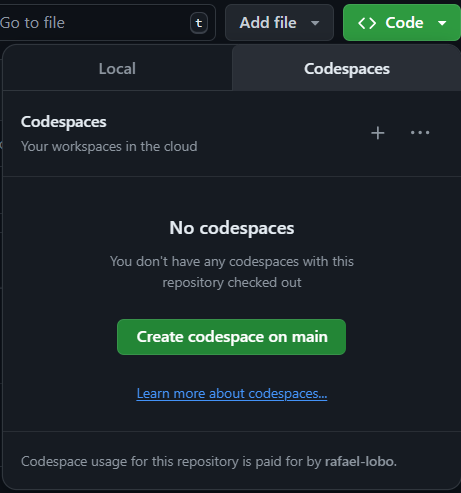 Go to file
t
Add file
Code
Local
Codespaces
Codespaces
Your workspaces in the cloud
No codespaces
You don't have any codespaces with this
repository checked out
Create codespace on main
Learn more about codespaces...
Codespace usage for this repository is paid for by rafael-lobo.